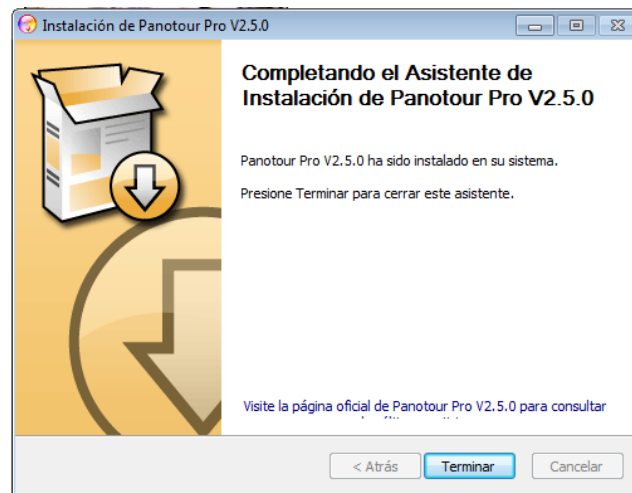 Instalación de Panotour Pro V2.5.0
Completando el Asistente de
Instalación de Panotour Pro V2.5.0
Panotour Pro V2.5.0 ha sido instalado en su sistema.
Presione Terminar para cerrar este asistente.
Visite la página oficial de Panotour Pro V2.5.0 para consultar
< Atrás
Terminar
Cancelar